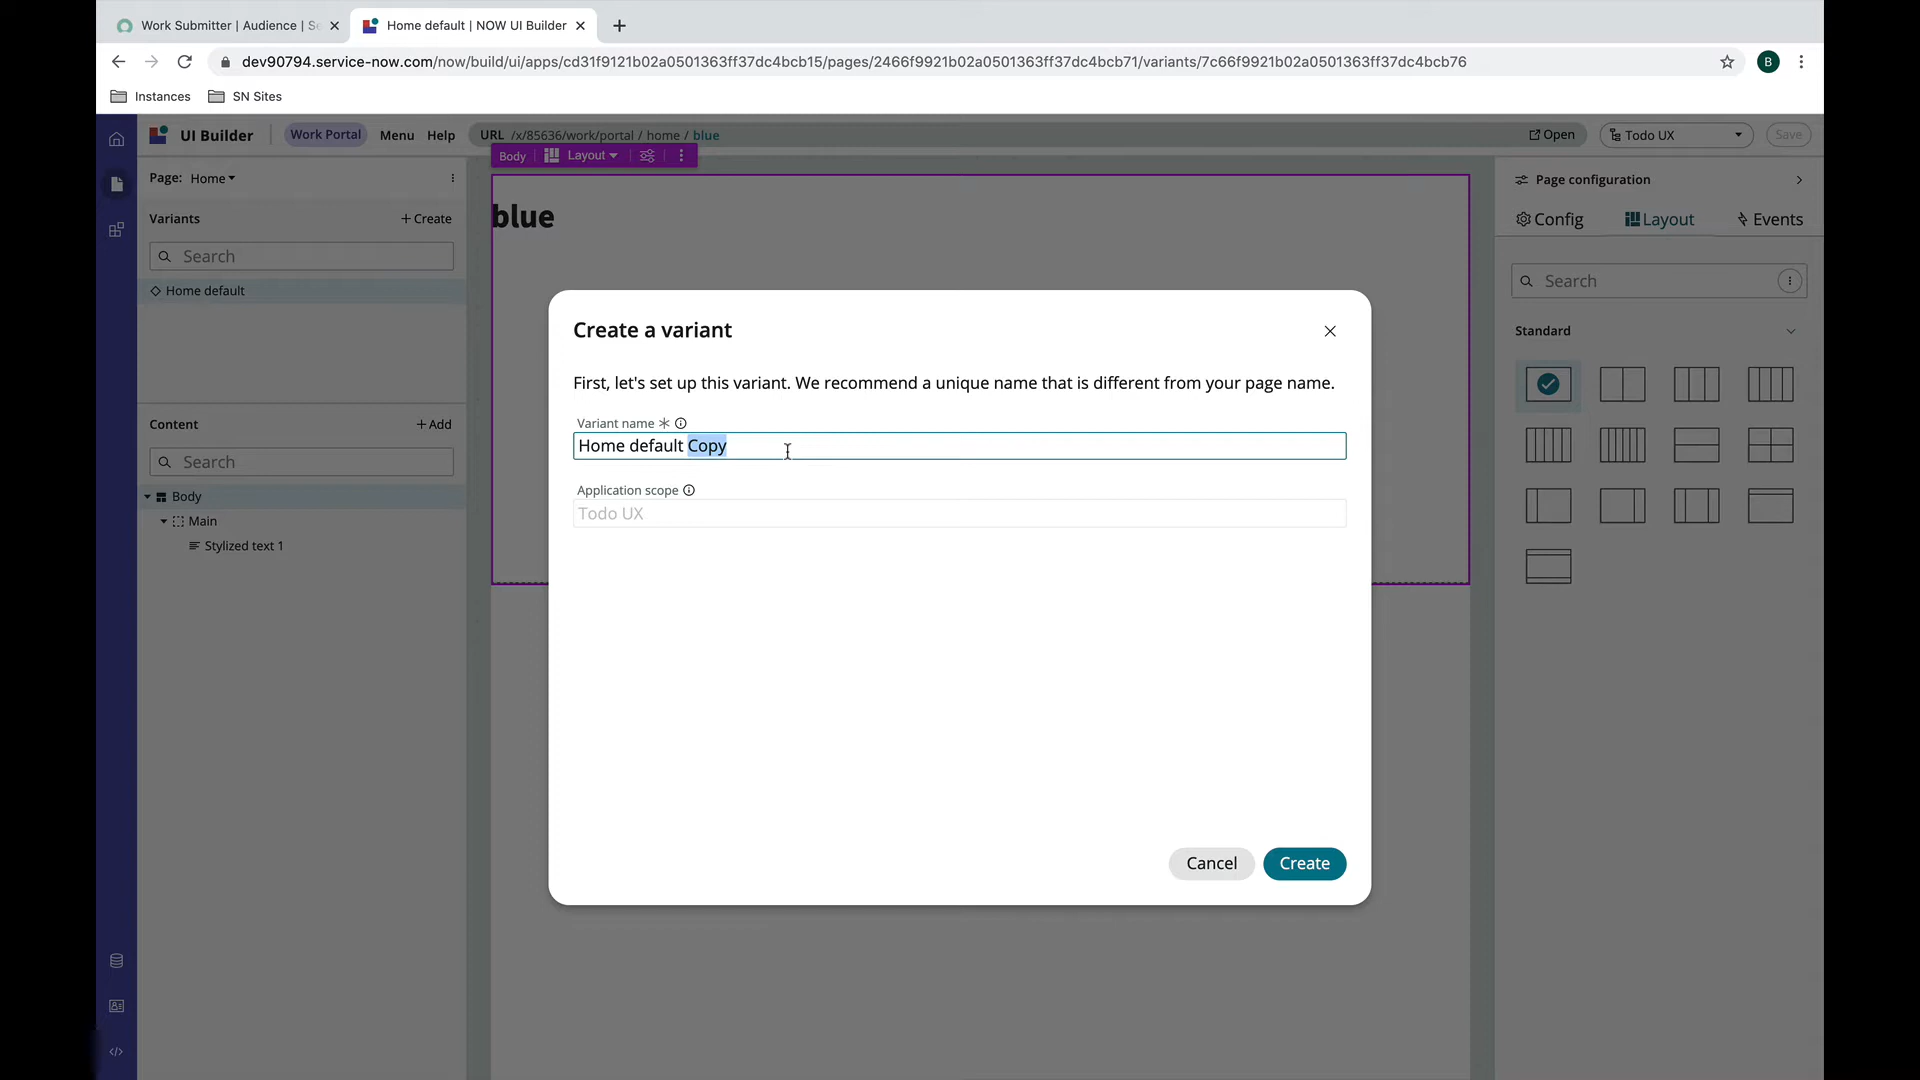 Work Submitter | Audience | S
Home default | NOW UI Builder
dev90794.service-now.com/now/build/ui/apps/cd31f9121b02a0501363ff37dc4bcb15/pages/2466f9921b02a0501363ff37dc4bcb71/variants/7c66f9921b02a0501363ff37dc4bcb76
B
Instances
SN Sites
UI Builder
Work Portal
Menu
Help
URL /x/85636/work/portal / home / blue
Open
Todo UX
Save
Body
Layout
Page: Home
Variants
+ Create
Search
Home default
Content
+ Add
Search
Body
Main
Stylized text 1
blue
Page configuration
Config
Layout
Events
Search
Standard
Create a variant
First, let's set up this variant. We recommend a unique name that is different from your page name.
Variant name
Home default Copy
Application scope
Todo UX
Cancel
Create